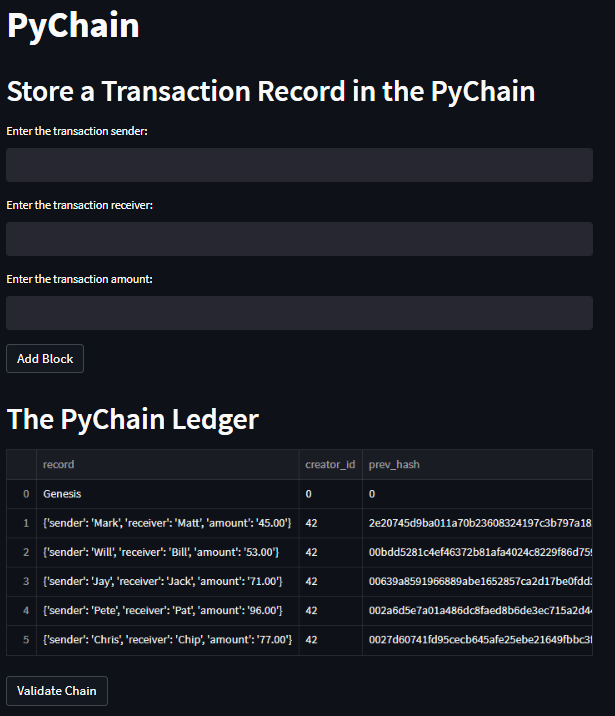 PyChain
Store a Transaction Record in the PyChain
Enter the transaction sender:
Enter the transaction receiver:
Enter the transaction amount:
Add Block
The PyChain Ledger
record creator_id prev_hash
0 Genesis 0 0
1 {'sender': 'Mark', 'receiver': 'Matt', 'amount': '45.00'} 42 2e20745d9ba011a70b23608324197c3b797a18
2 {'sender': 'Will', 'receiver': 'Bill', 'amount': '53.00'} 42 00bdd5281c4ef46372b81afa4024c8229f86d759
3 {'sender': 'Jay', 'receiver': 'Jack', 'amount': '71.00'} 42 00639a8591966889abe1652857ca2d17be0fdd3
4 {'sender': 'Pete', 'receiver': 'Pat', 'amount': '96.00'} 42 002a6d5e7a01a486dc8faed8b6de3ec715a2d44
5 {'sender': 'Chris', 'receiver': 'Chip', 'amount': '77.00'} 42 0027d60741fd95cecb645afe25ebe21649fbbc3f
Validate Chain